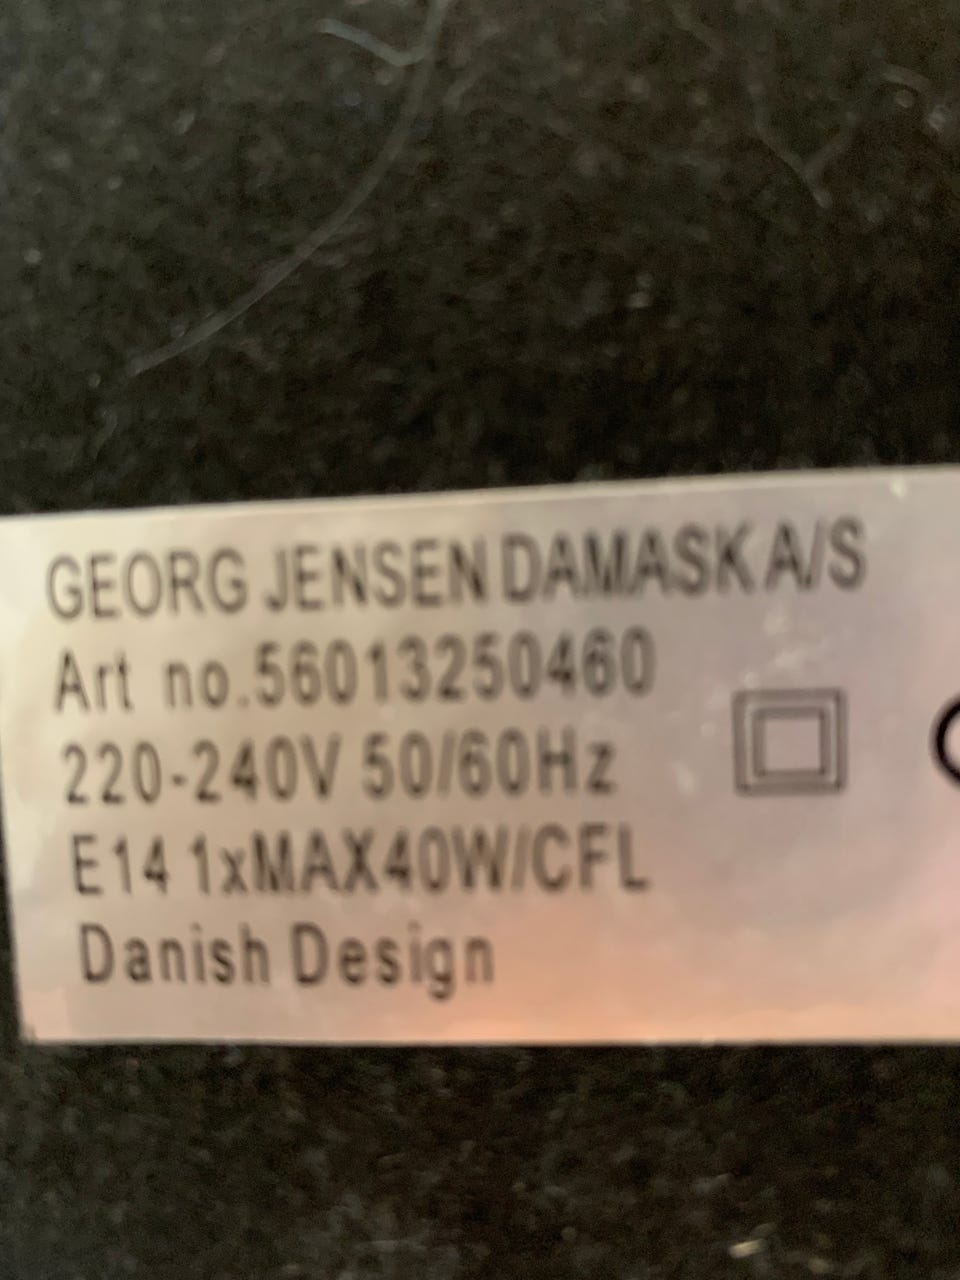 GEORG JENSEN DAMASK A/S
Art no.56013250460
220-240V 50/60Hz
E14 1xMAX40W/CFL
Danish Design